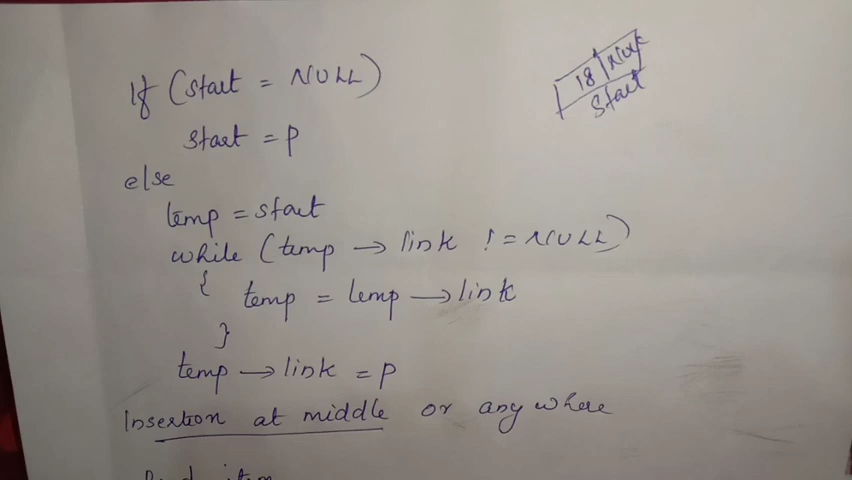 If (start = NULL)
18 NULL
start
start = p
else
temp = start
while (temp → link != NULL)
{ temp = temp → link
}
temp → link = p
Insertion at middle or any where